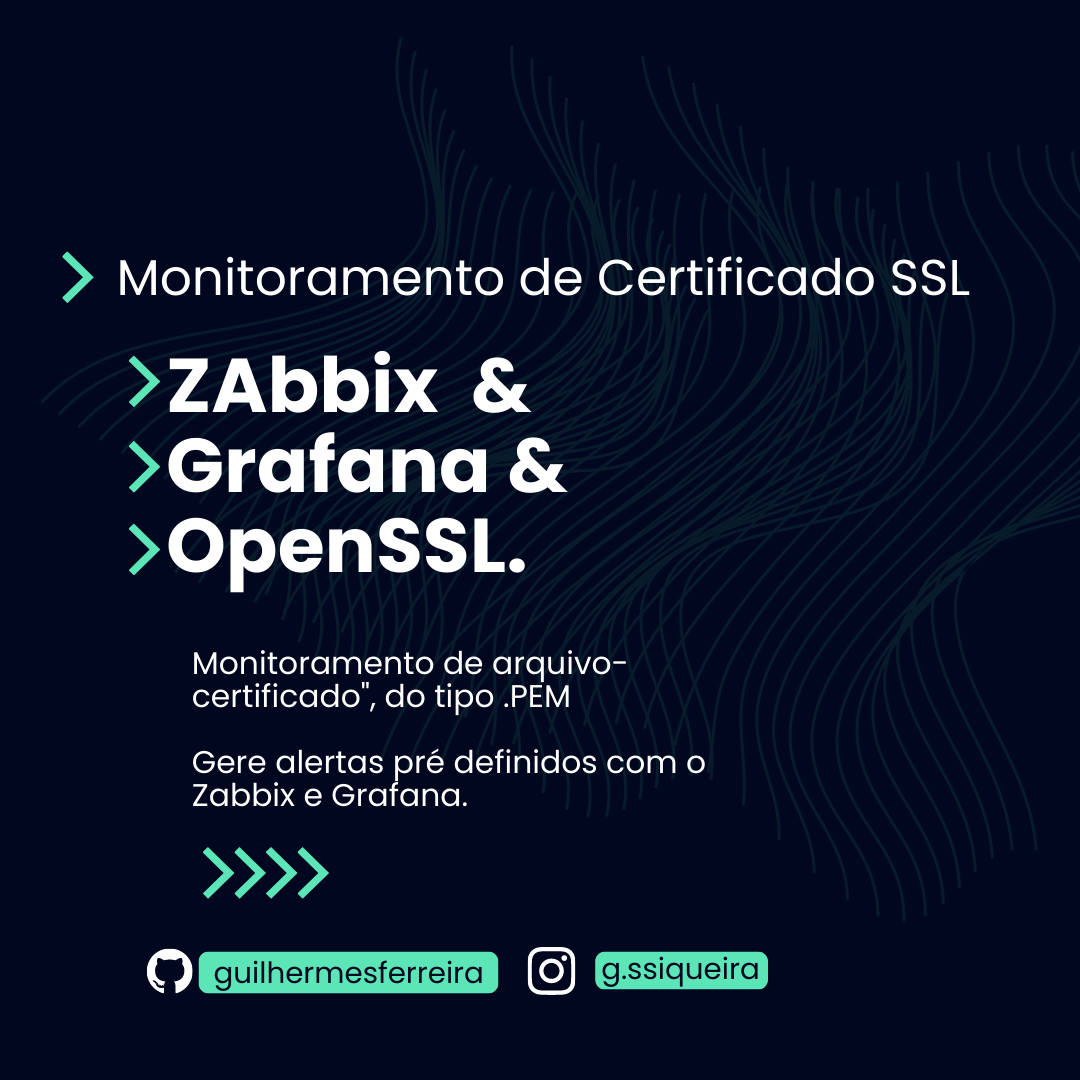 Monitoramento de Certificado SSL
ZAbbix &
Grafana &
OpenSSL.
Monitoramento de arquivo-
certificado", do tipo .PEM
Gere alertas pré definidos com o
Zabbix e Grafana.
guilhermesferreira
g.ssiqueira